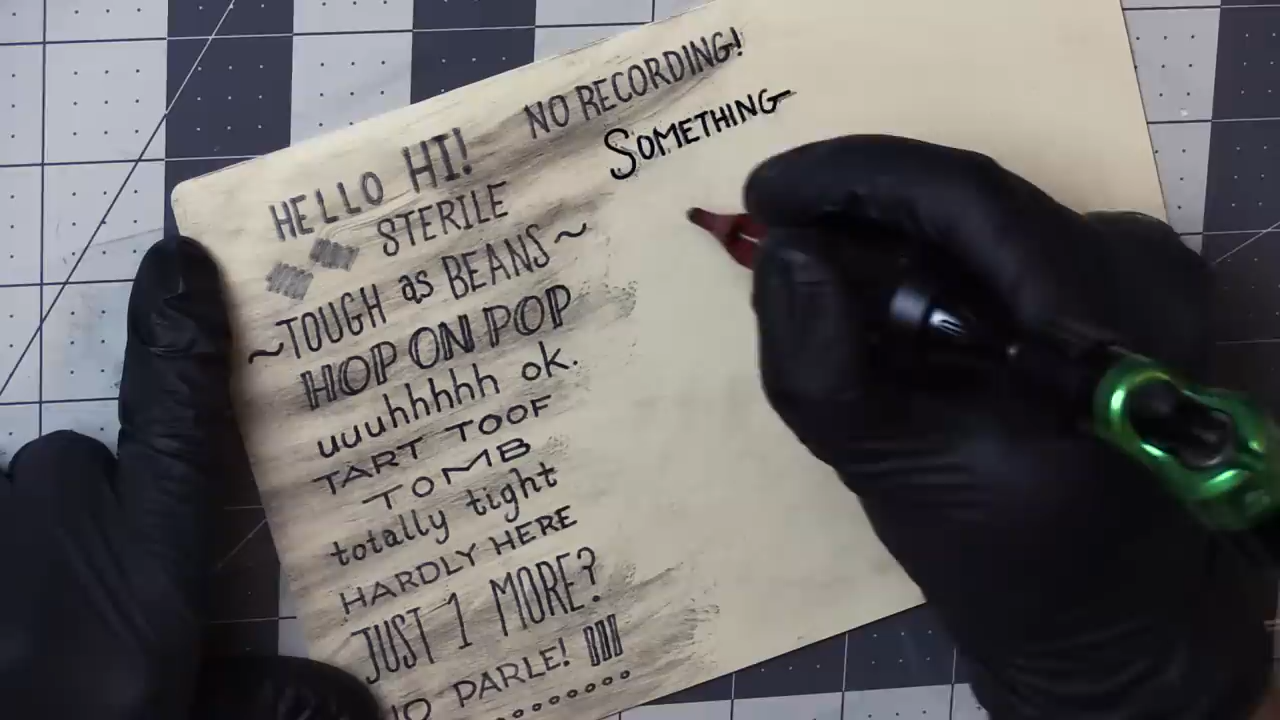 NO RECORDING!
SOMETHING
HELLO HI!
STERILE
~TOUGH as BEANS~
HOP ON POP
uuuhhhhh ok.
TART TOOF
TOMB
totally tight
HARDLY HERE
JUST 1 MORE?
PARLE!